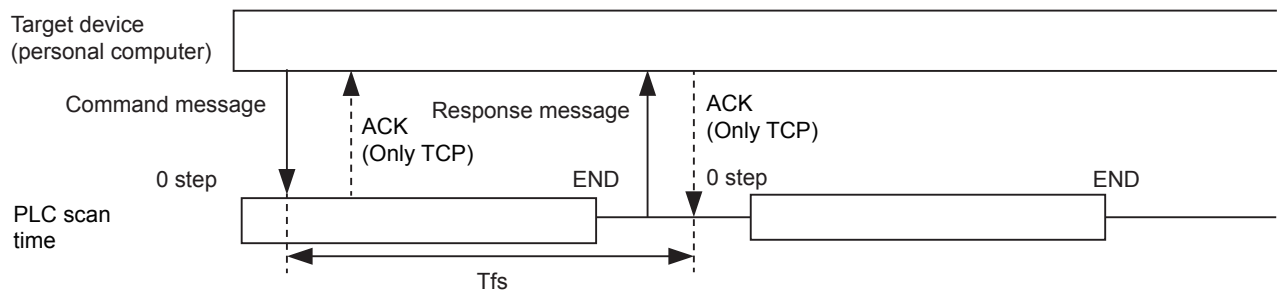 Target device
(personal computer)
Command message
ACK
(Only TCP)
Response message
ACK
(Only TCP)
0 step
END
0 step
END
PLC scan
time
Tfs